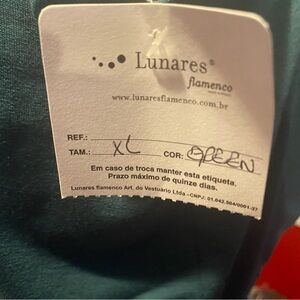 Lunares®
flamenco
www.lunaresflamenco.com.br
REF.:
TAM.: XL COR: GREEN
Em caso de troca manter esta etiqueta.
Prazo máximo de quinze dias.
Lunares flamenco Art. do Vestuário Ltda - CNPJ: 01.042.504/0001-37